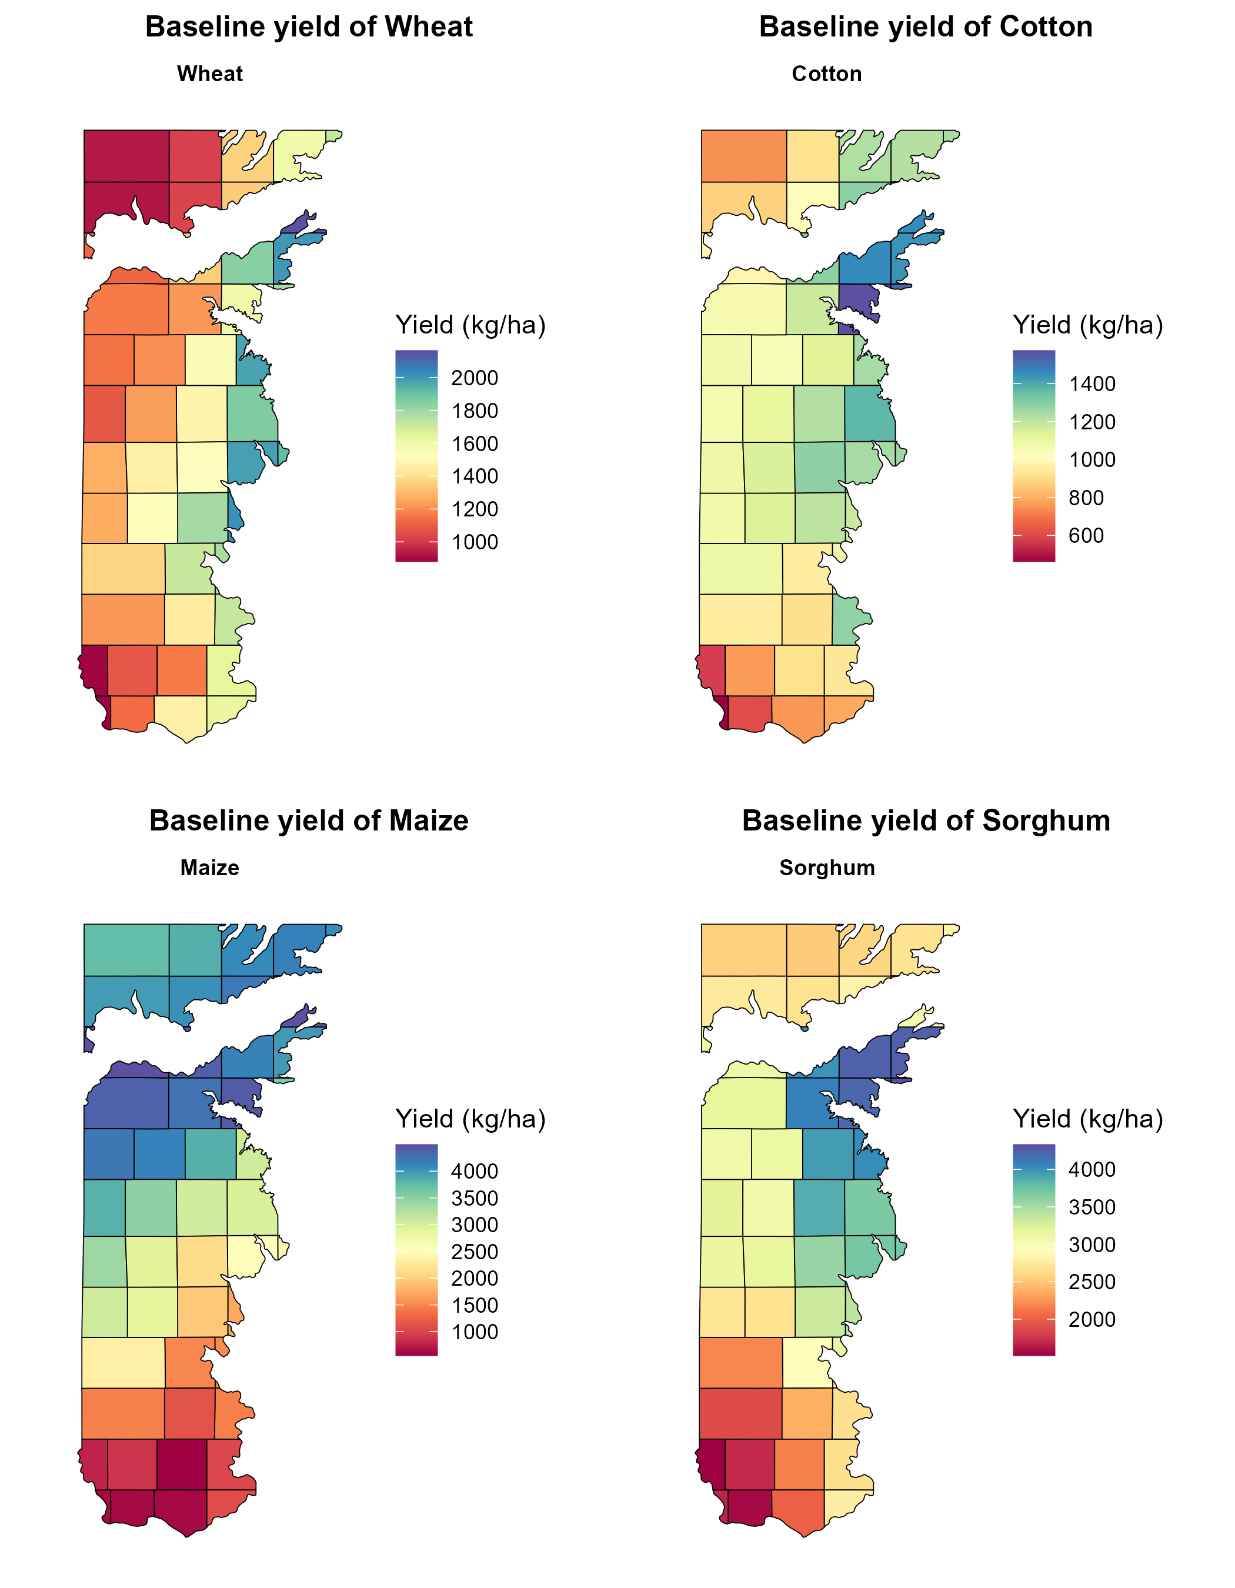 Baseline yield of Wheat
Wheat
Yield (kg/ha)
2000
1800
1600
1400
1200
1000
Baseline yield of Cotton
Cotton
Yield (kg/ha)
1400
1200
1000
800
600
Baseline yield of Maize
Maize
Yield (kg/ha)
4000
3500
3000
2500
2000
1500
1000
Baseline yield of Sorghum
Sorghum
Yield (kg/ha)
4000
3500
3000
2500
2000